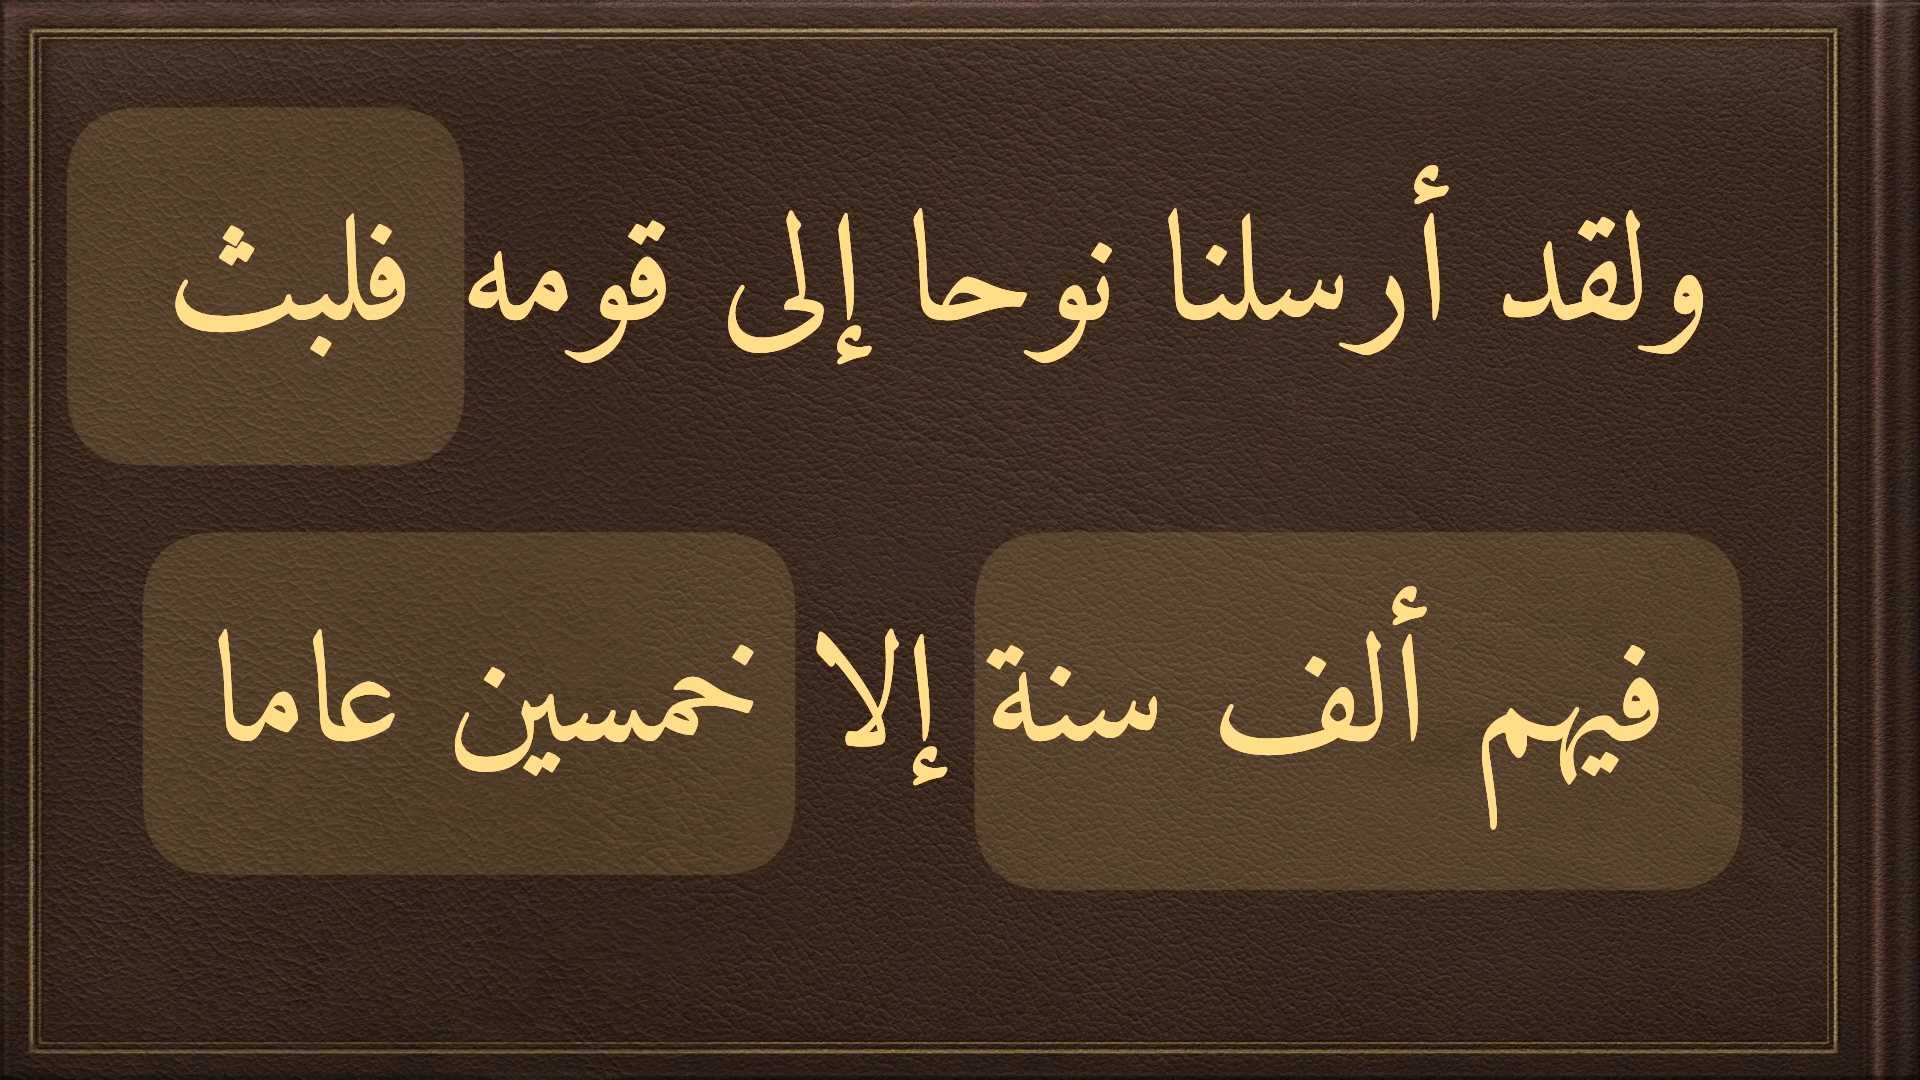 ولقد أرسلنا نوحا إلى قومه فلبث
فيهم ألف سنة إلا خمسين عاما